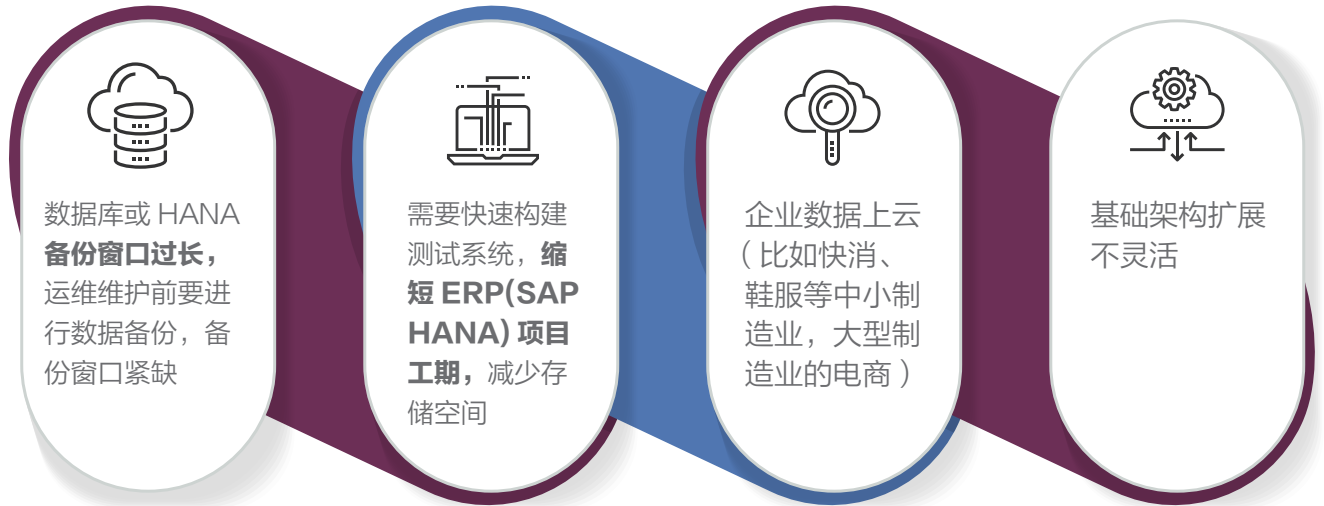 数据库或 HANA
备份窗口过长，
运维维护前要进
行数据备份，备
份窗口紧缺
需要快速构建
测试系统，缩
短 ERP(SAP
HANA) 项目
工期，减少存
储空间
企业数据上云
（比如快消、
鞋服等中小制
造业，大型制
造业的电商）
基础架构扩展
不灵活